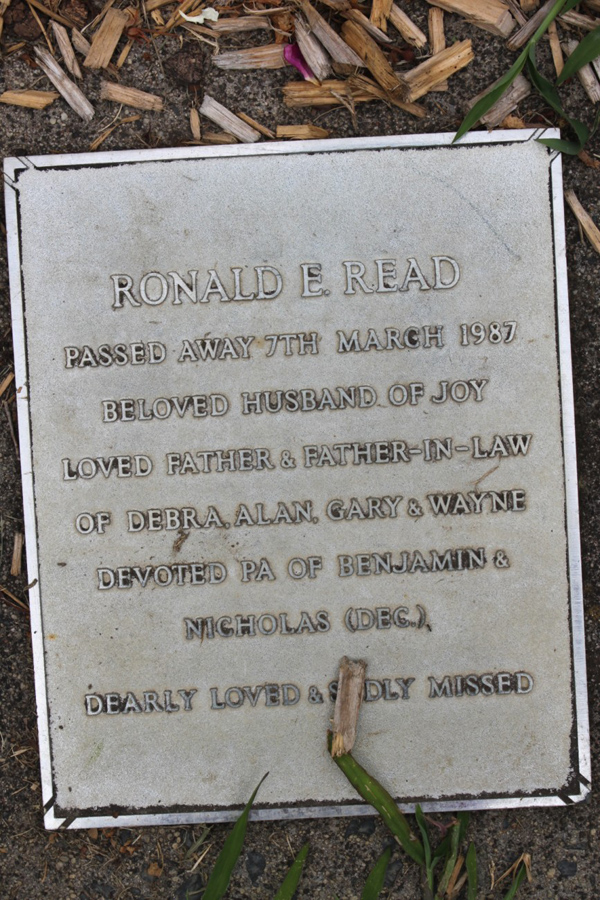 RONALD E. READ
PASSED AWAY 7TH MARCH 1987
BELOVED HUSBAND OF JOY
LOVED FATHER & FATHER-IN-LAW
OF DEBRA, ALAN, GARY & WAYNE
DEVOTED PA OF BENJAMIN &
NICHOLAS (DEC.)
DEARLY LOVED & SADLY MISSED